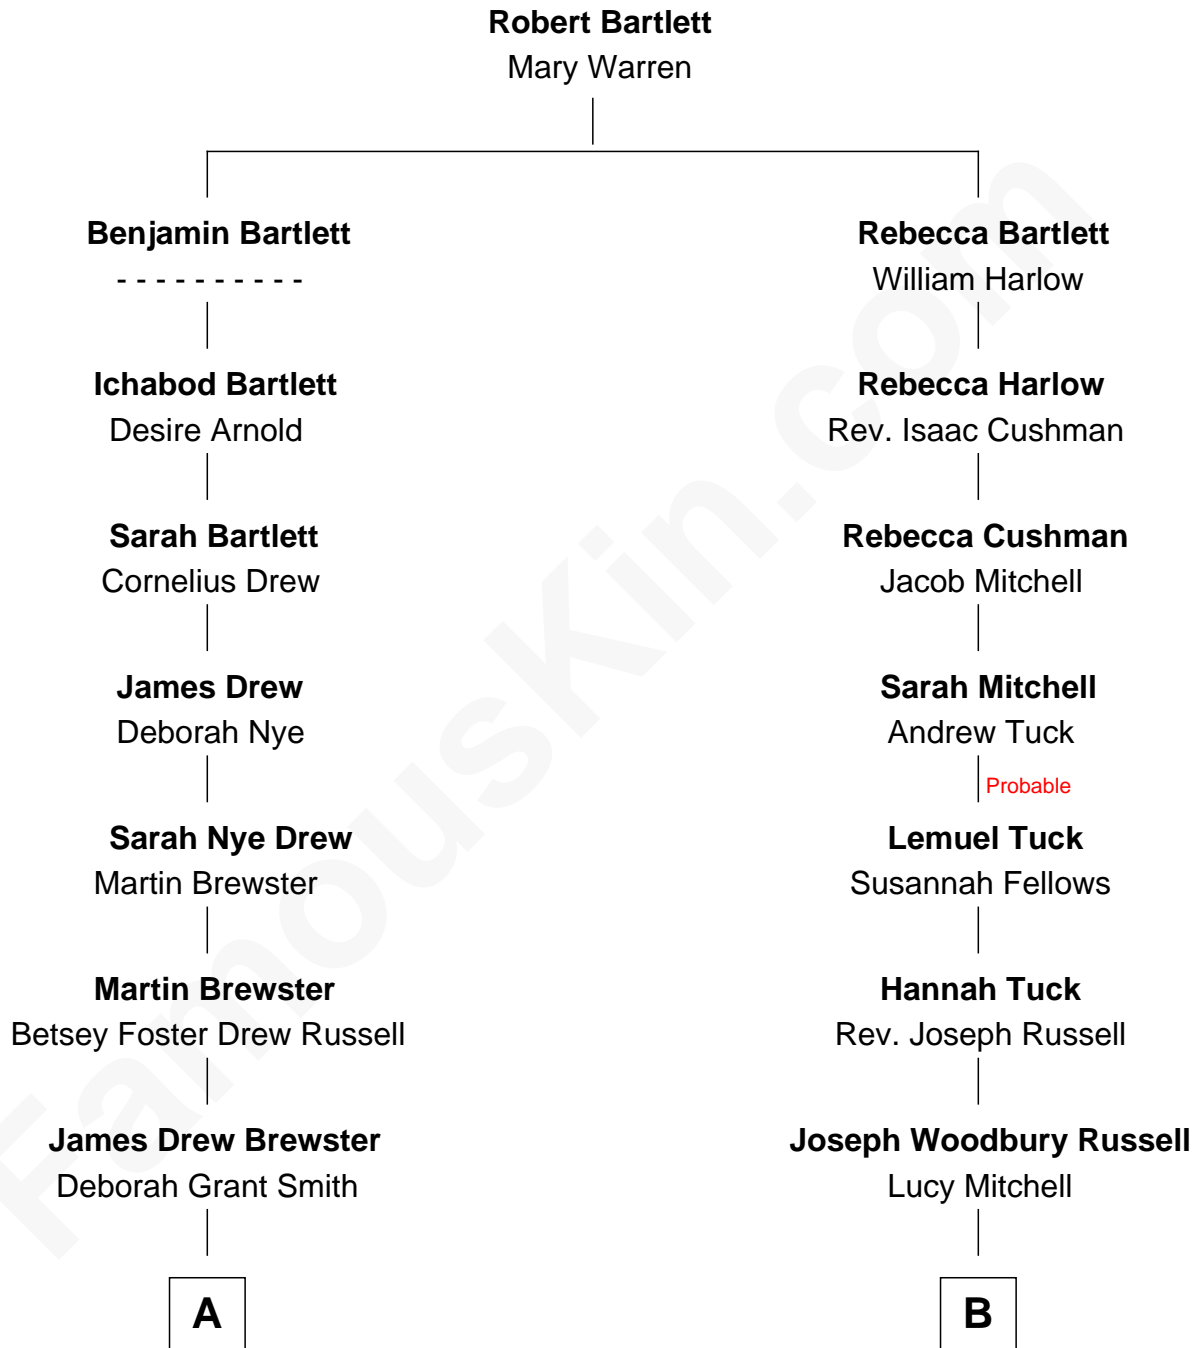 Robert Bartlett
Mary Warren
Benjamin Bartlett
- - - - - - - - - -
Ichabod Bartlett
Desire Arnold
Sarah Bartlett
Cornelius Drew
James Drew
Deborah Nye
Sarah Nye Drew
Martin Brewster
Martin Brewster
Betsey Foster Drew Russell
James Drew Brewster
Deborah Grant Smith
A
Rebecca Bartlett
William Harlow
Rebecca Harlow
Rev. Isaac Cushman
Rebecca Cushman
Jacob Mitchell
Sarah Mitchell
Andrew Tuck
Probable
Lemuel Tuck
Susannah Fellows
Hannah Tuck
Rev. Joseph Russell
Joseph Woodbury Russell
Lucy Mitchell
B
FamousKin.com